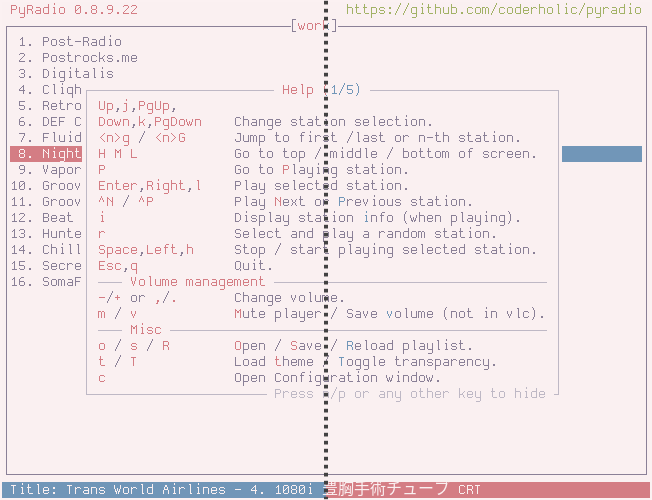 PyRadio 0.8.9.22 https://github.com/coderholic/pyradio
[work]
1. Post-Radio
2. Postrocks.me
3. Digitalis
4. Cliqh
5. Retro
6. DEF C
7. Fluid
8. Night
9. Vapor
10. Groov
11. Groov
12. Beat
13. Hunte
14. Chill
15. Secre
16. SomaF
Help (1/5)
Up,j,PgUp,
Down,k,PgDown Change station selection.
<n>g / <n>G Jump to first /last or n-th station.
H M L Go to top / middle / bottom of screen.
P Go to Playing station.
Enter,Right,l Play selected station.
^N / ^P Play Next or Previous station.
i Display station info (when playing).
r Select and play a random station.
Space,Left,h Stop / start playing selected station.
Esc,q Quit.
Volume management
-/+ or ,/. Change volume.
m / v Mute player / Save volume (not in vlc).
Misc
o / s / R Open / Save / Reload playlist.
t / T Load theme / Toggle transparency.
c Open Configuration window.
Press n/p or any other key to hide
Title: Trans World Airlines - 4. 1080i 豊胸手術チューブ CRT